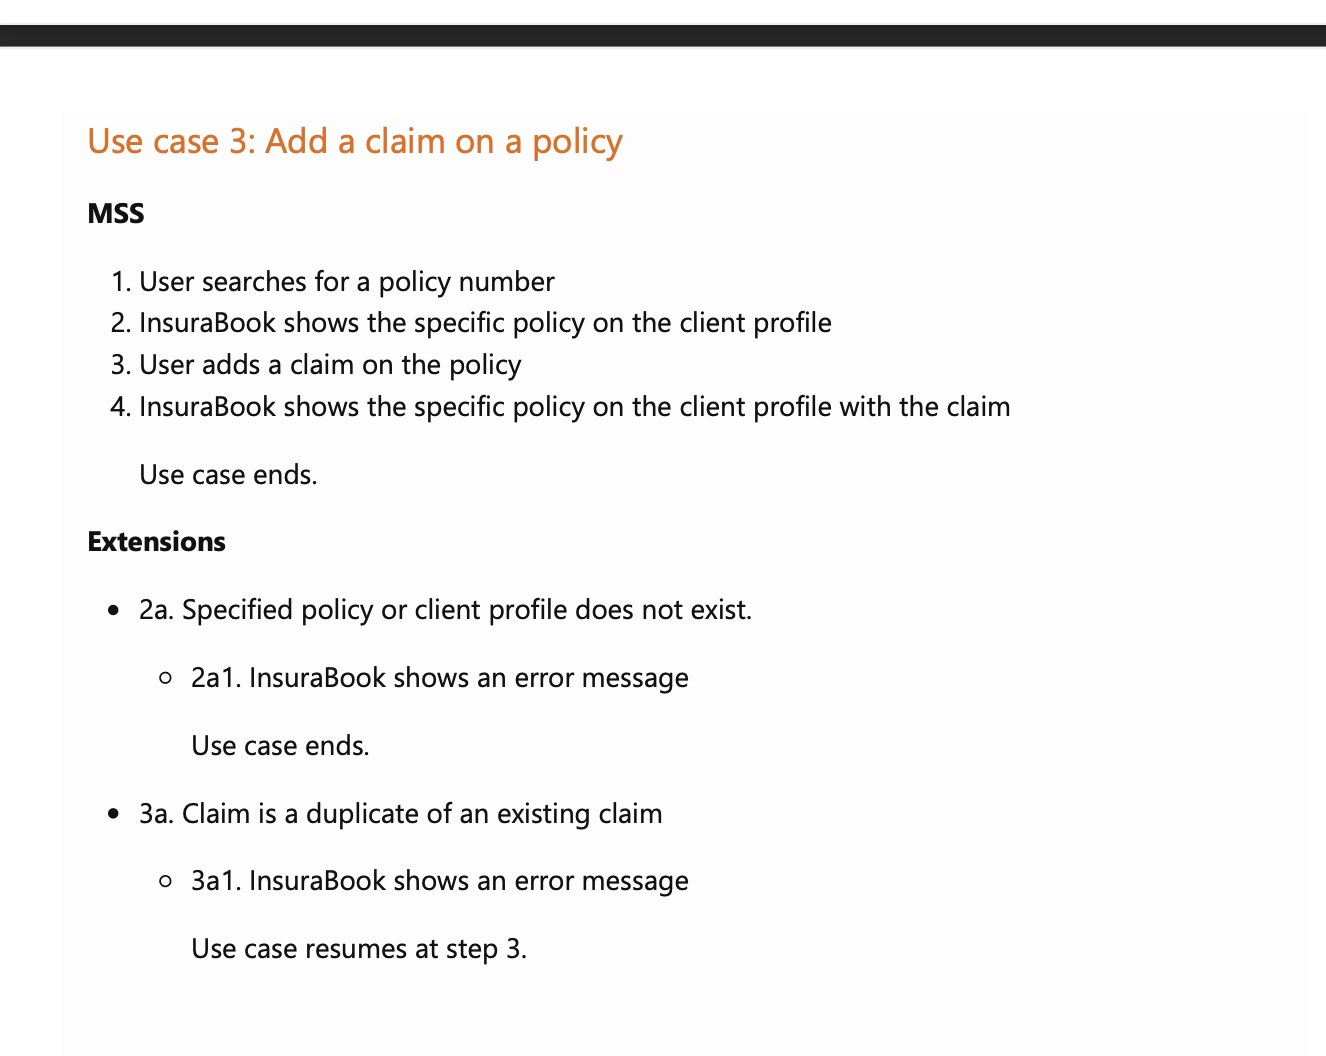 Use case 3: Add a claim on a policy
MSS
1. User searches for a policy number
2. InsuraBook shows the specific policy on the client profile
3. User adds a claim on the policy
4. InsuraBook shows the specific policy on the client profile with the claim
Use case ends.
Extensions
• 2a. Specified policy or client profile does not exist.
○ 2a1. InsuraBook shows an error message
Use case ends.
• 3a. Claim is a duplicate of an existing claim
○ 3a1. InsuraBook shows an error message
Use case resumes at step 3.